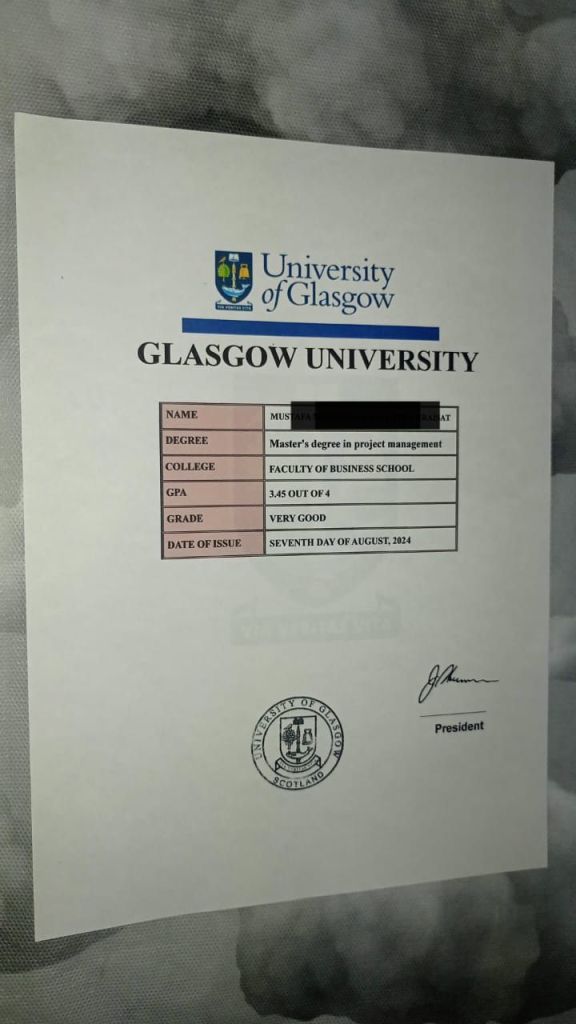 University
of Glasgow
GLASGOW UNIVERSITY
NAME MUSTAFA
DEGREE Master's degree in project management
COLLEGE FACULTY OF BUSINESS SCHOOL
GPA 3.45 OUT OF 4
GRADE VERY GOOD
DATE OF ISSUE SEVENTH DAY OF AUGUST, 2024
UNIVERSITY OF GLASGOW
SCOTLAND
President